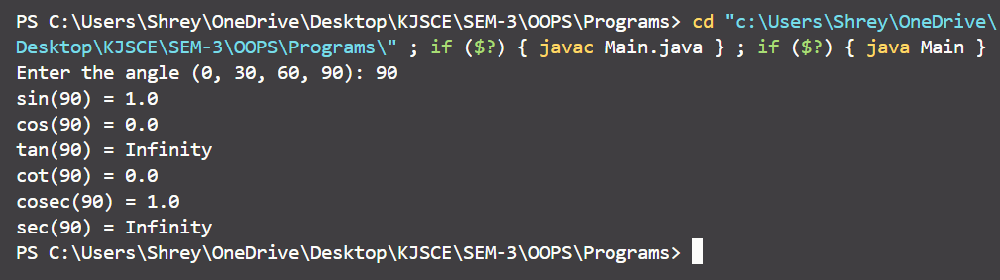 PS C:\Users\Shrey\OneDrive\Desktop\KJSCE\SEM-3\OOPS\Programs> cd "c:\Users\Shrey\OneDrive\
Desktop\KJSCE\SEM-3\OOPS\Programs\" ; if ($?) { javac Main.java } ; if ($?) { java Main }
Enter the angle (0, 30, 60, 90): 90
sin(90) = 1.0
cos(90) = 0.0
tan(90) = Infinity
cot(90) = 0.0
cosec(90) = 1.0
sec(90) = Infinity
PS C:\Users\Shrey\OneDrive\Desktop\KJSCE\SEM-3\OOPS\Programs>